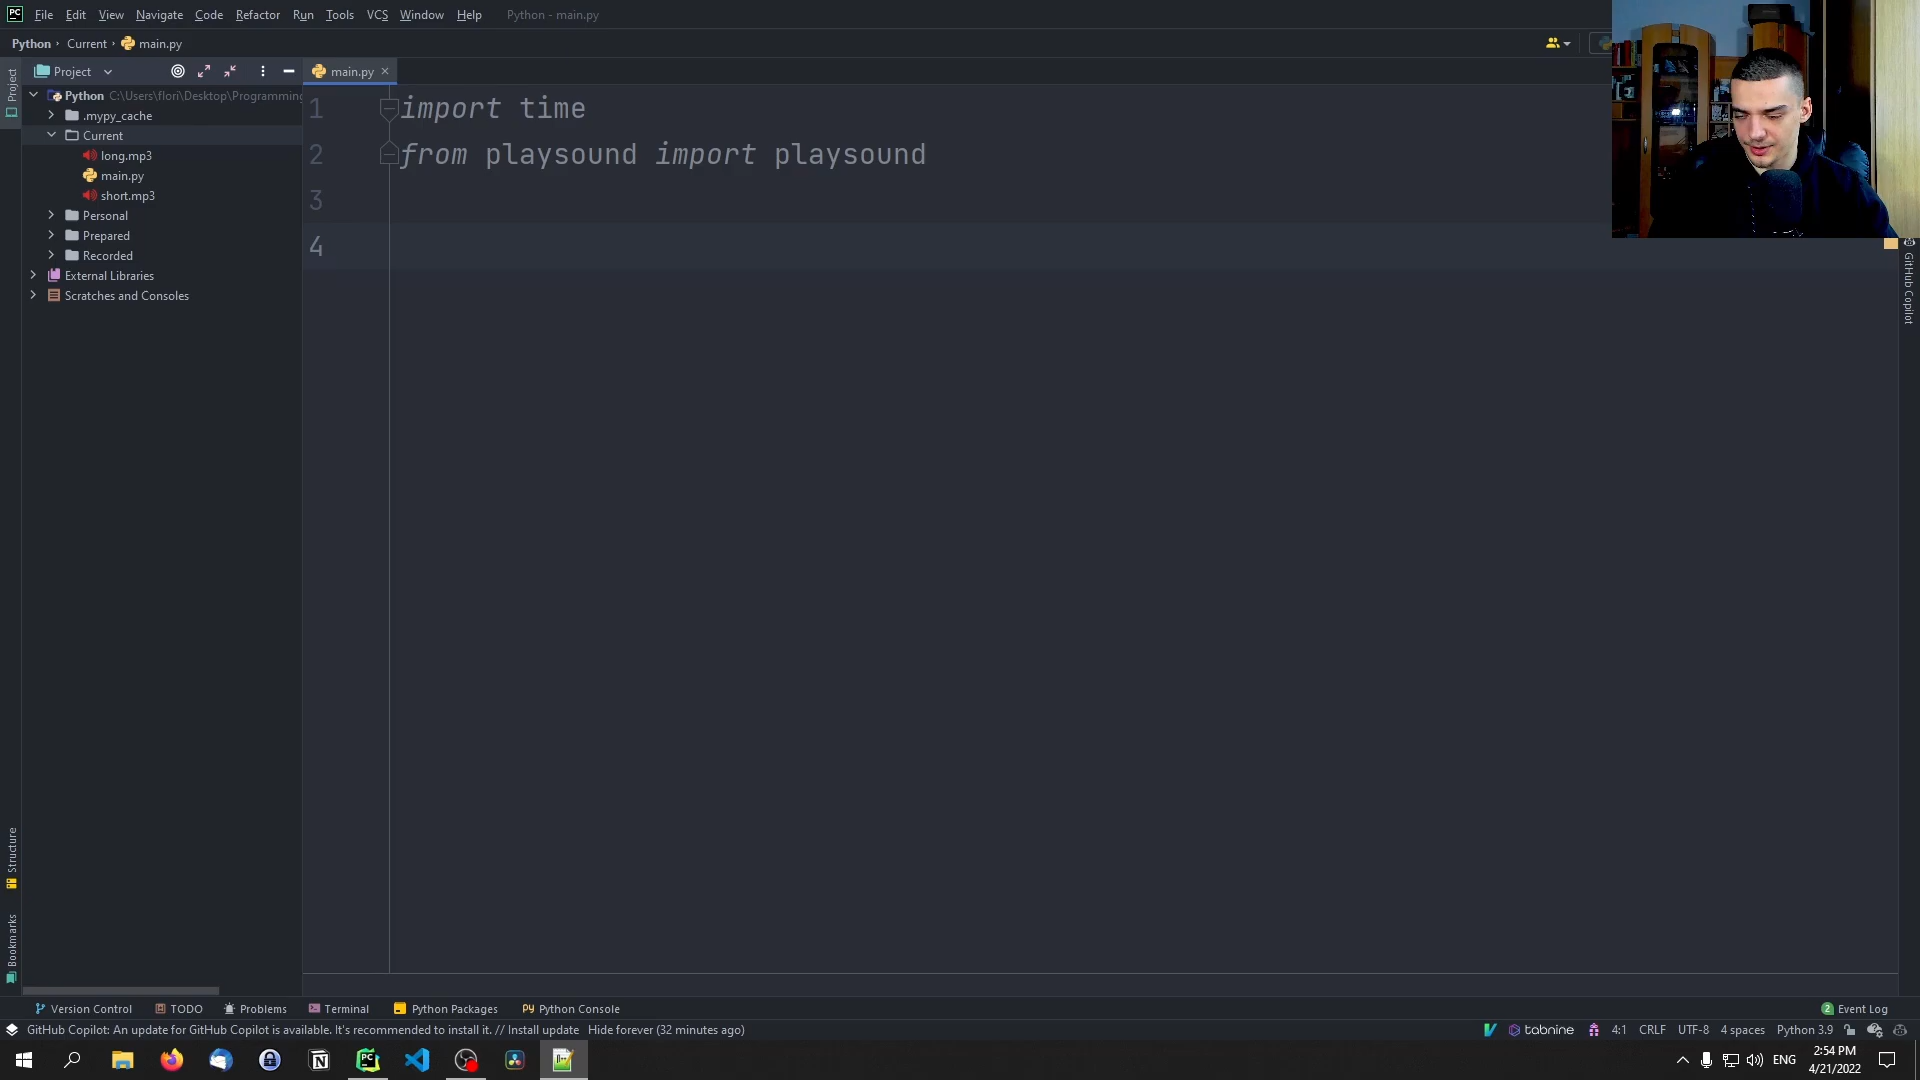 PC File Edit View Navigate Code Refactor Run Tools VCS Window Help Python - main.py
Python › Current › main.py
Project
Project main.py
Python C:\Users\flori\Desktop\Programming
.mypy_cache
Current
long.mp3
main.py
short.mp3
Personal
Prepared
Recorded
External Libraries
Scratches and Consoles
1 import time
2 from playsound import playsound
3
4
GitHub Copilot
Structure
Bookmarks
Version Control TODO Problems Terminal Python Packages Python Console 2 Event Log
GitHub Copilot: An update for GitHub Copilot is available. It's recommended to install it. // Install update Hide forever (32 minutes ago) tabnine 4:1 CRLF UTF-8 4 spaces Python 3.9
ENG 2:54 PM
4/21/2022